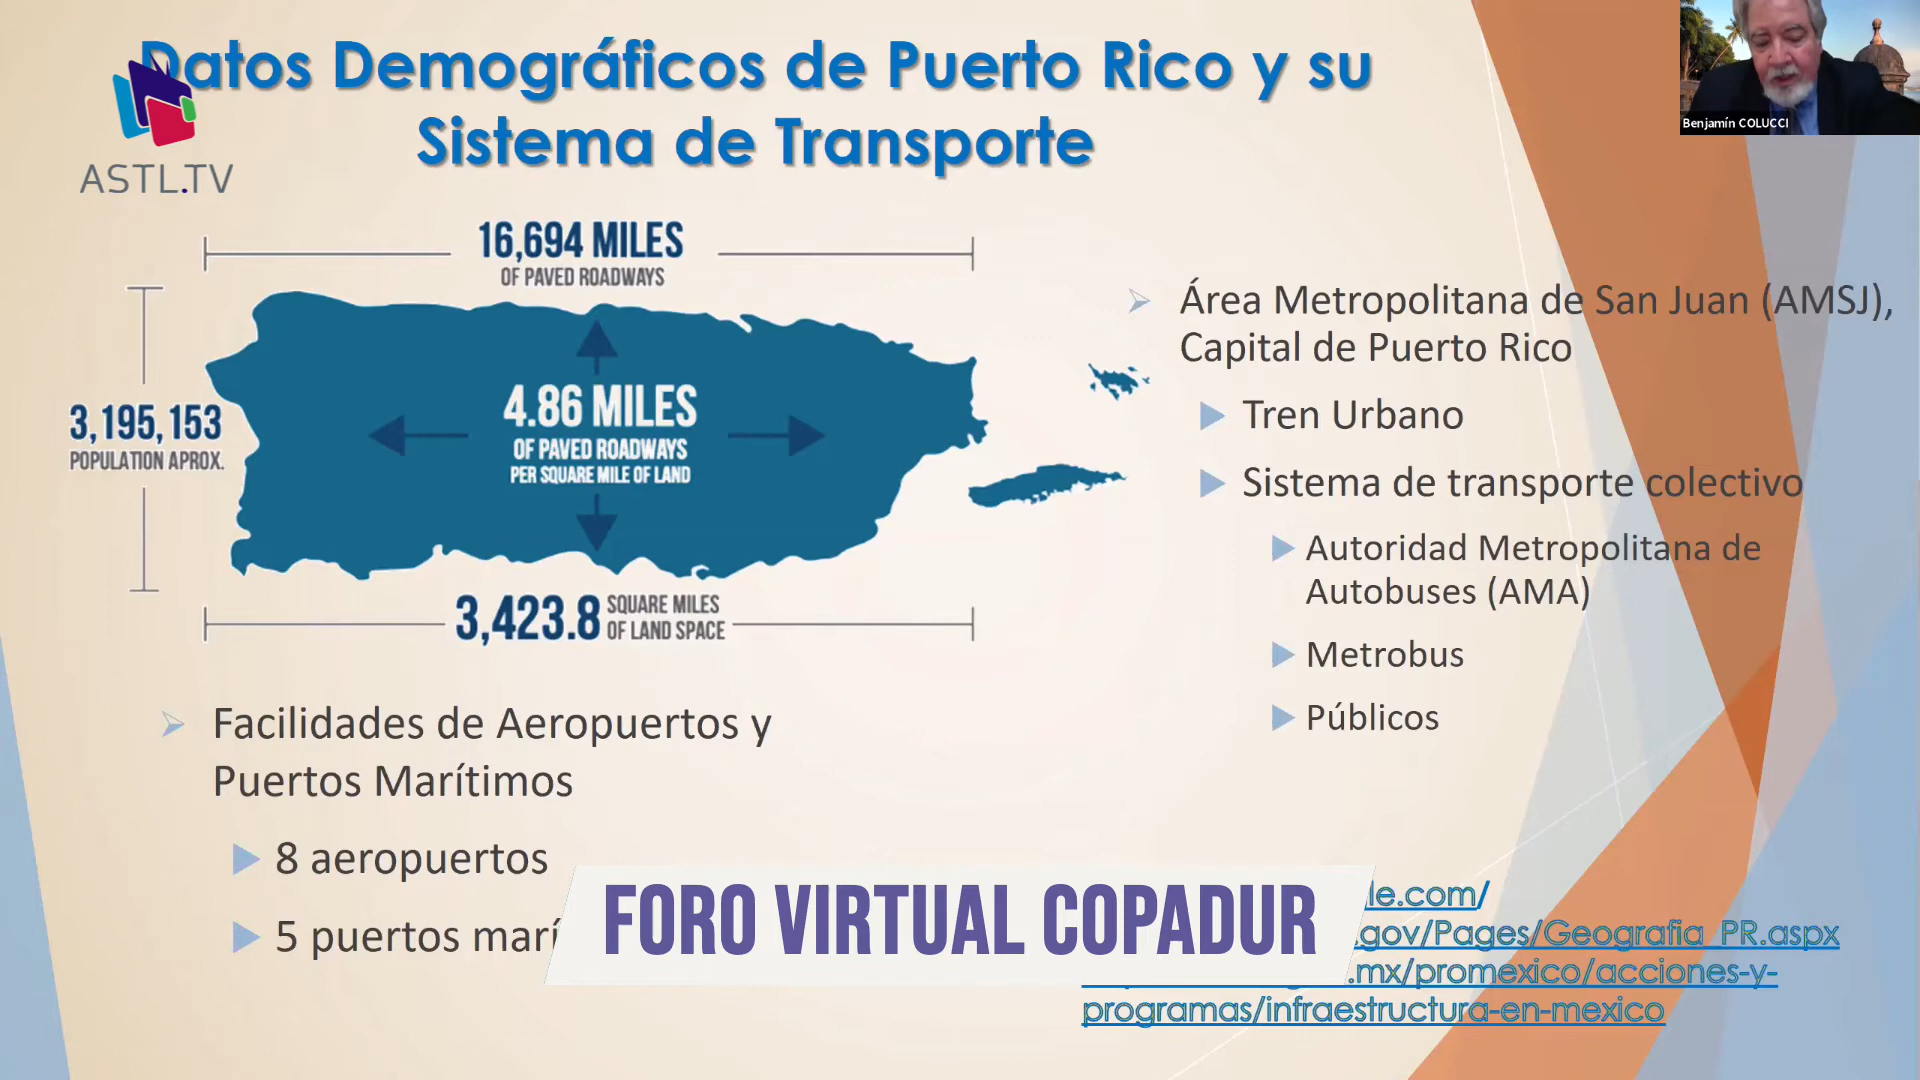 Datos Demográficos de Puerto Rico y su
Sistema de Transporte
ASTL.TV
Benjamín COLUCCI
16,694 MILES
OF PAVED ROADWAYS
3,195,153
POPULATION APROX.
4.86 MILES
OF PAVED ROADWAYS
PER SQUARE MILE OF LAND
3,423.8 SQUARE MILES
OF LAND SPACE
Área Metropolitana de San Juan (AMSJ),
Capital de Puerto Rico
Tren Urbano
Sistema de transporte colectivo
Autoridad Metropolitana de
Autobuses (AMA)
Metrobus
Públicos
Facilidades de Aeropuertos y
Puertos Marítimos
8 aeropuertos
5 puertos
FORO VIRTUAL COPADUR
le.com/
.gov/Pages/Geografia_PR.aspx
.mx/promexico/acciones-y-
programas/infraestructura-en-mexico